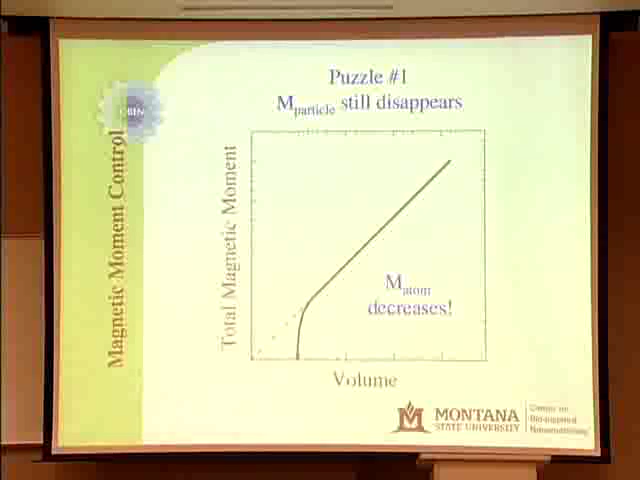 Puzzle #1
Mparticle still disappears
CBIN
Magnetic Moment Control
Total Magnetic Moment
Matom
decreases!
Volume
M
MONTANA
STATE UNIVERSITY
Center on
Bio-inspired